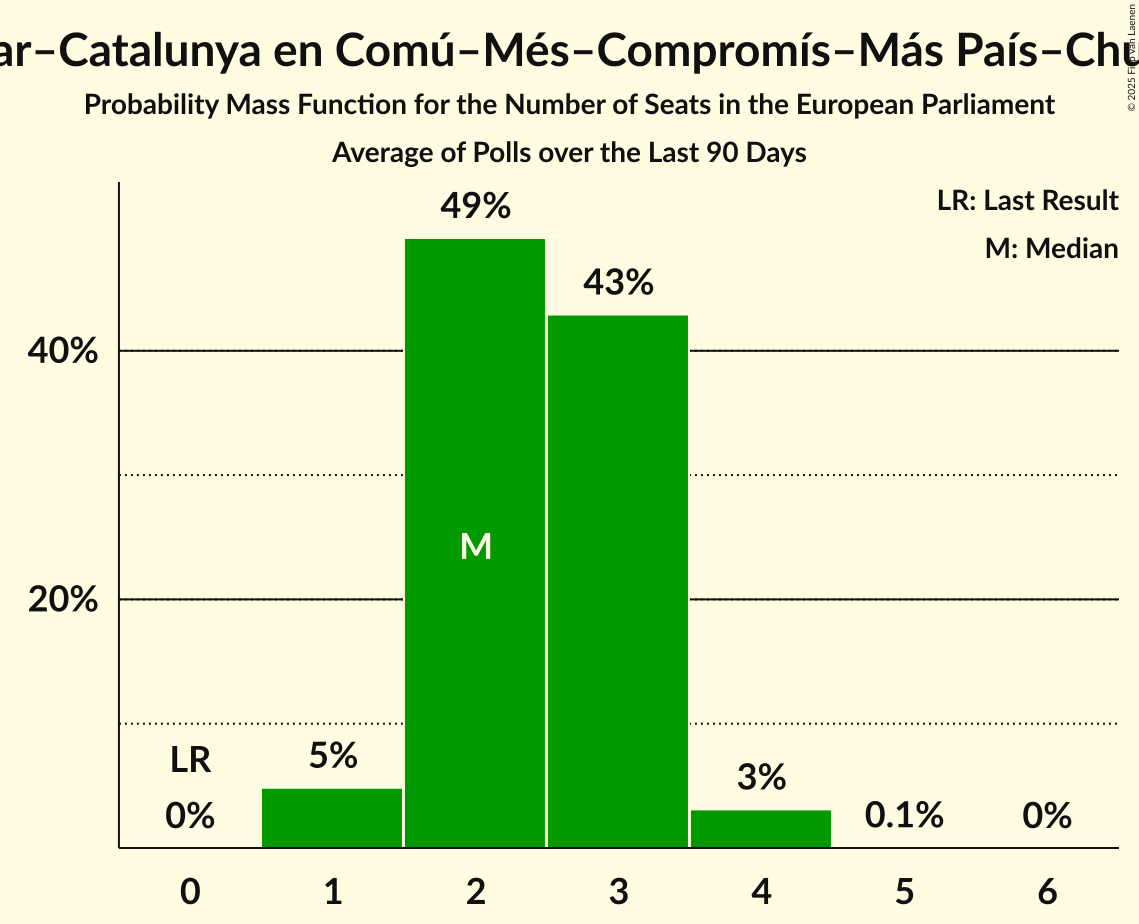 ar–Catalunya en Comú–Més–Compromís–Más País–Chu
Probability Mass Function for the Number of Seats in the European Parliament
Average of Polls over the Last 90 Days
© 2025 Filip van Laenen
LR: Last Result
M: Median
49%
43%
40%
M
20%
LR
5%
3%
0%
0.1%
0%
0 1 2 3 4 5 6